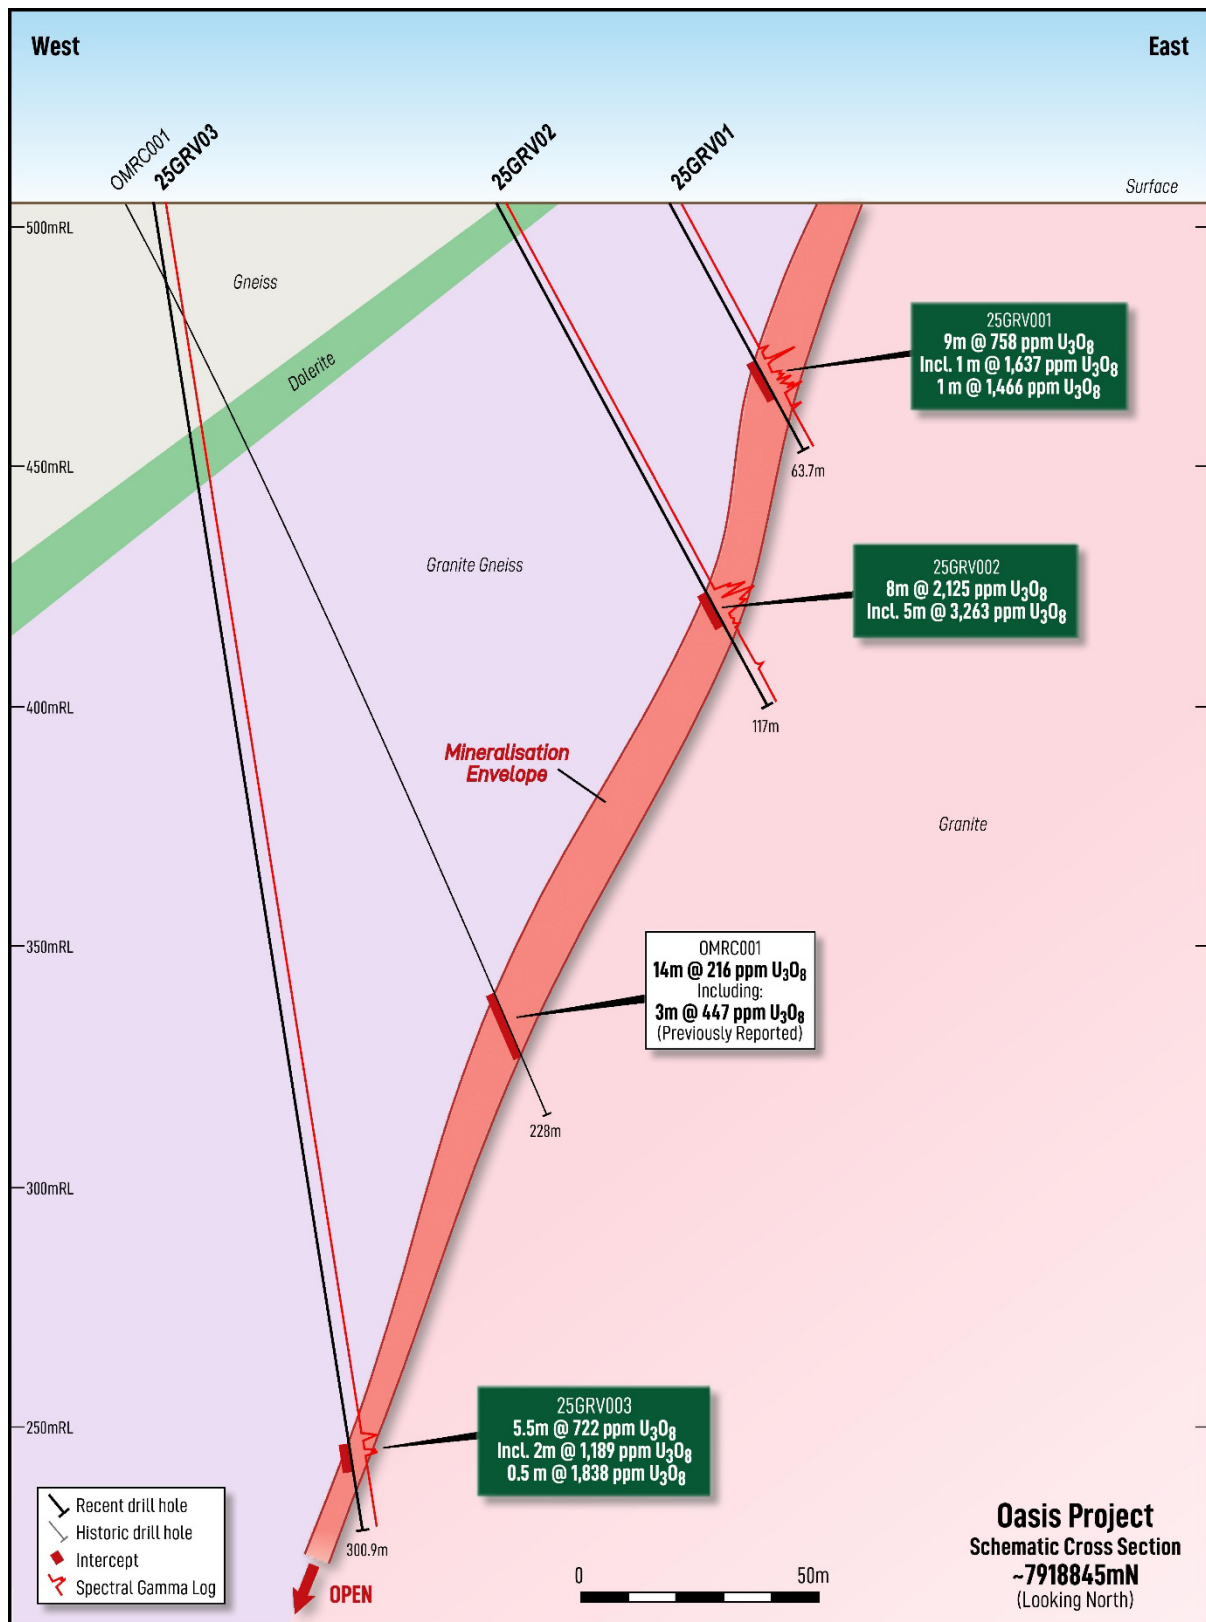 West
East
OMRC001
25GRV03
25GRV02
25GRV01
Surface
500mRL
Gneiss
25GRV001
9m @ 758 ppm U₃O₈
Incl. 1 m @ 1,637 ppm U₃O₈
1 m @ 1,466 ppm U₃O₈
Dolerite
450mRL
63.7m
Granite Gneiss
25GRV002
8m @ 2,125 ppm U₃O₈
Incl. 5m @ 3,263 ppm U₃O₈
400mRL
117m
Mineralisation
Envelope
Granite
350mRL
OMRC001
14m @ 216 ppm U₃O₈
Including:
3m @ 447 ppm U₃O₈
(Previously Reported)
228m
300mRL
250mRL
25GRV003
5.5m @ 722 ppm U₃O₈
Incl. 2m @ 1,189 ppm U₃O₈
0.5 m @ 1,838 ppm U₃O₈
Recent drill hole
Historic drill hole
Intercept
Spectral Gamma Log
300.9m
OPEN
0
50m
Oasis Project
Schematic Cross Section
~7918845mN
(Looking North)